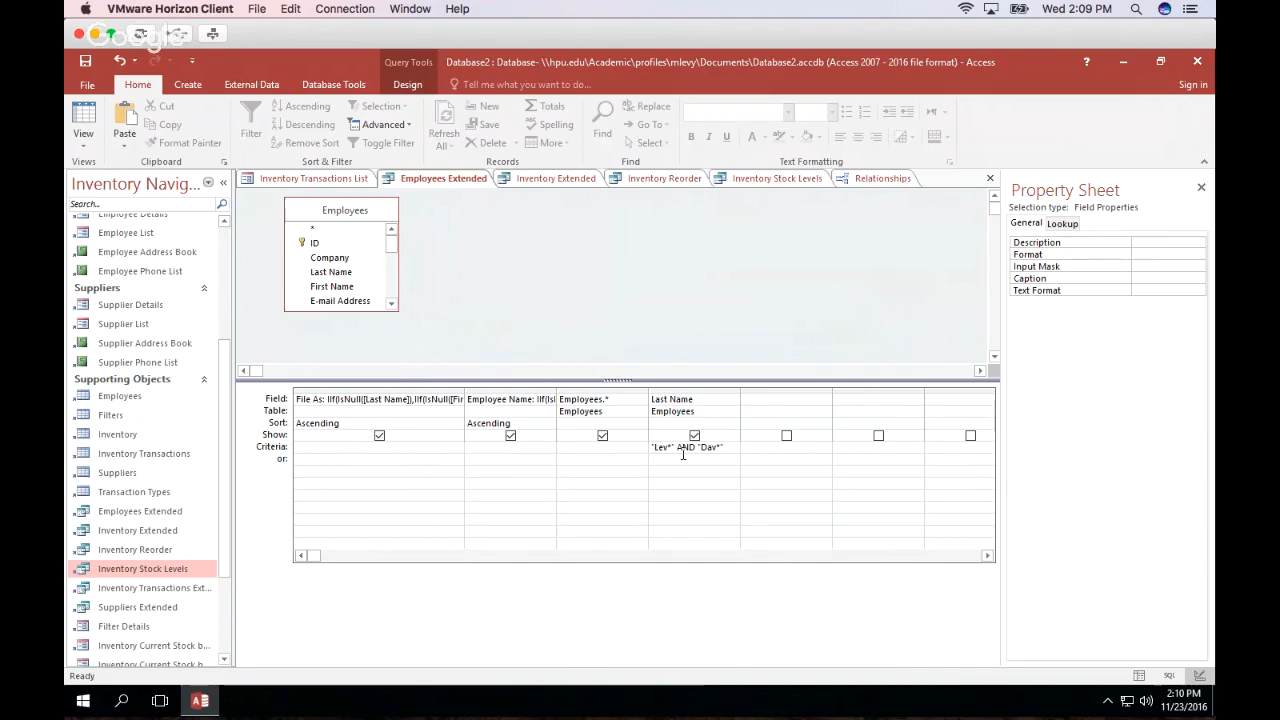 VMware Horizon Client File Edit Connection Window Help Wed 2:09 PM
Google
Query Tools Database2 : Database- \\hpu.edu\Academic\profiles\mlevy\Documents\Database2.accdb (Access 2007 - 2016 file format) - Access ?
File Home Create External Data Database Tools Design Tell me what you want to do... Sign in
View Paste Cut Copy Format Painter Filter Ascending Descending Remove Sort Selection Advanced Toggle Filter Refresh All New Save Delete Totals Spelling More Find Replace Go To Select B I U A
Views Clipboard Sort & Filter Records Find Text Formatting
Inventory Navig... « Inventory Transactions List Employees Extended Inventory Extended Inventory Reorder Inventory Stock Levels Relationships
Search...
Employee Details
Employee List
Employee Address Book
Employee Phone List
Suppliers
Supplier Details
Supplier List
Supplier Address Book
Supplier Phone List
Supporting Objects
Employees
Filters
Inventory
Inventory Transactions
Suppliers
Transaction Types
Employees Extended
Inventory Extended
Inventory Reorder
Inventory Stock Levels
Inventory Transactions Ext...
Suppliers Extended
Filter Details
Inventory Current Stock b...
Inventory Current Stock b...
Employees
*
ID
Company
Last Name
First Name
E-mail Address
Field: File As: IIf(IsNull([Last Name]),IIf(IsNull([Fir Employee Name: IIf(Isl Employees.* Last Name
Table: Employees Employees
Sort: Ascending Ascending
Show:
Criteria: "Lev*" AND "Dav*"
or:
Property Sheet
Selection type: Field Properties
General Lookup
Description
Format
Input Mask
Caption
Text Format
Ready SQL
2:10 PM
11/23/2016